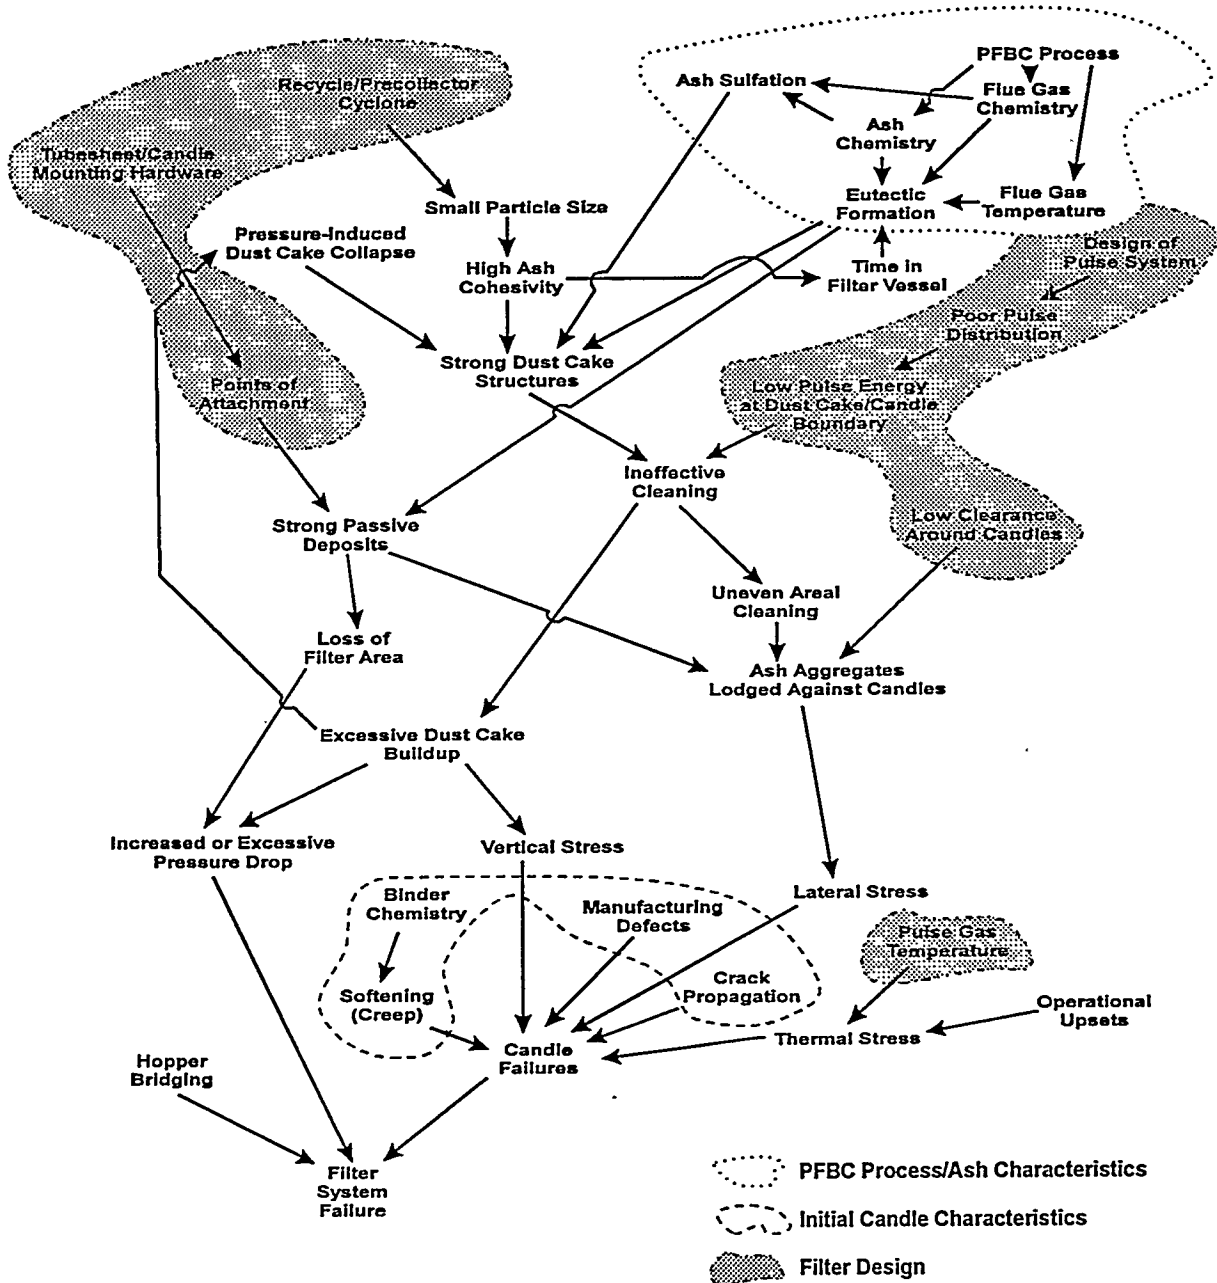 PFBC Process
Recycle/Precollector
Cyclone
Ash Sulfation
Flue Gas
Chemistry
Ash
Chemistry
Tubesheet/Candle
Mounting Hardware
Small Particle Size
Eutectic
Formation
Flue Gas
Temperature
Pressure-Induced
Dust Cake Collapse
High Ash
Cohesivity
Time in
Filter Vessel
Design of
Pulse System
Poor Pulse
Distribution
Strong Dust Cake
Structures
Points of
Attachment
Low Pulse Energy
at Dust Cake/Candle
Boundary
Ineffective
Cleaning
Strong Passive
Deposits
Low Clearance
Around Candles
Uneven Areal
Cleaning
Loss of
Filter Area
Ash Aggregates
Lodged Against Candles
Excessive Dust Cake
Buildup
Increased or Excessive
Pressure Drop
Vertical Stress
Lateral Stress
Binder
Chemistry
Manufacturing
Defects
Pulse Gas
Temperature
Softening
(Creep)
Crack
Propagation
Operational
Upsets
Thermal Stress
Candle
Failures
Hopper
Bridging
Filter
System
Failure
PFBC Process/Ash Characteristics
Initial Candle Characteristics
Filter Design